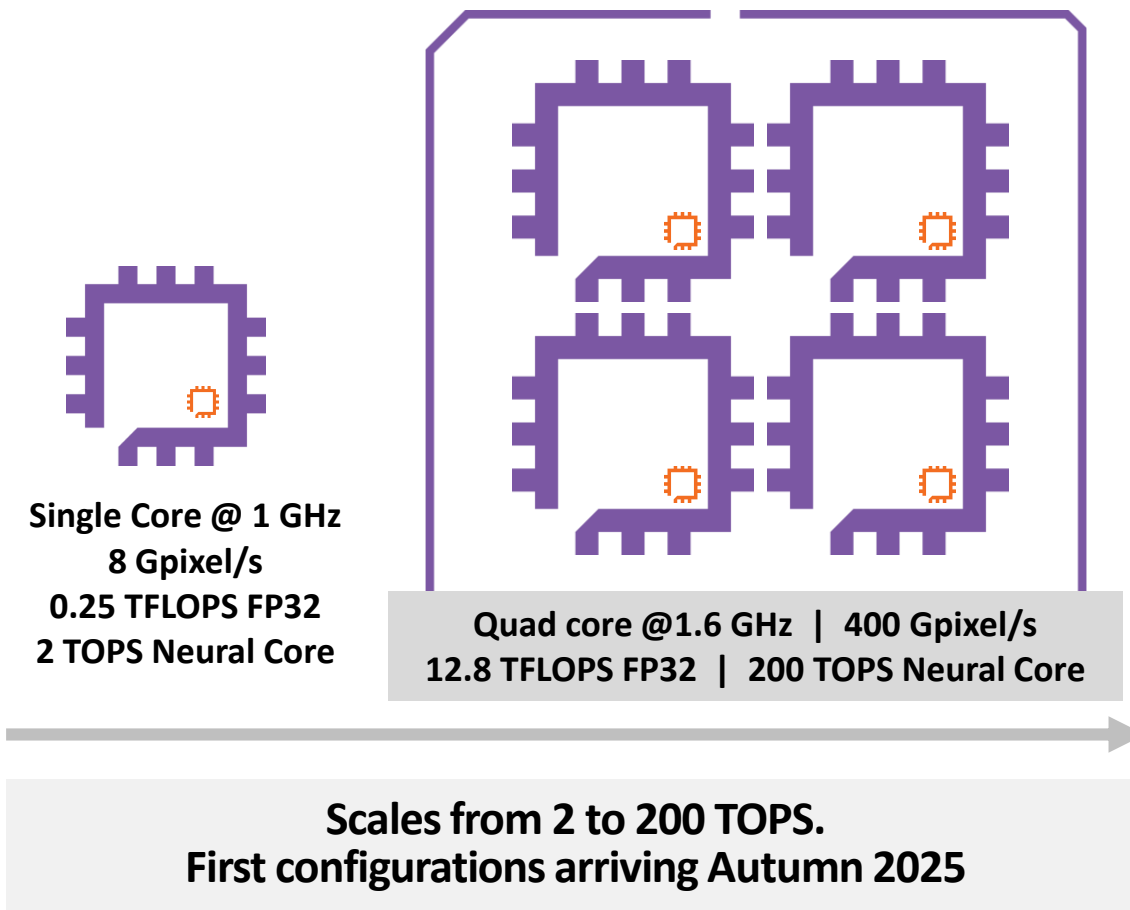 Single Core @ 1 GHz
8 Gpixel/s
0.25 TFLOPS FP32
2 TOPS Neural Core
Quad core @1.6 GHz | 400 Gpixel/s
12.8 TFLOPS FP32 | 200 TOPS Neural Core
Scales from 2 to 200 TOPS.
First configurations arriving Autumn 2025